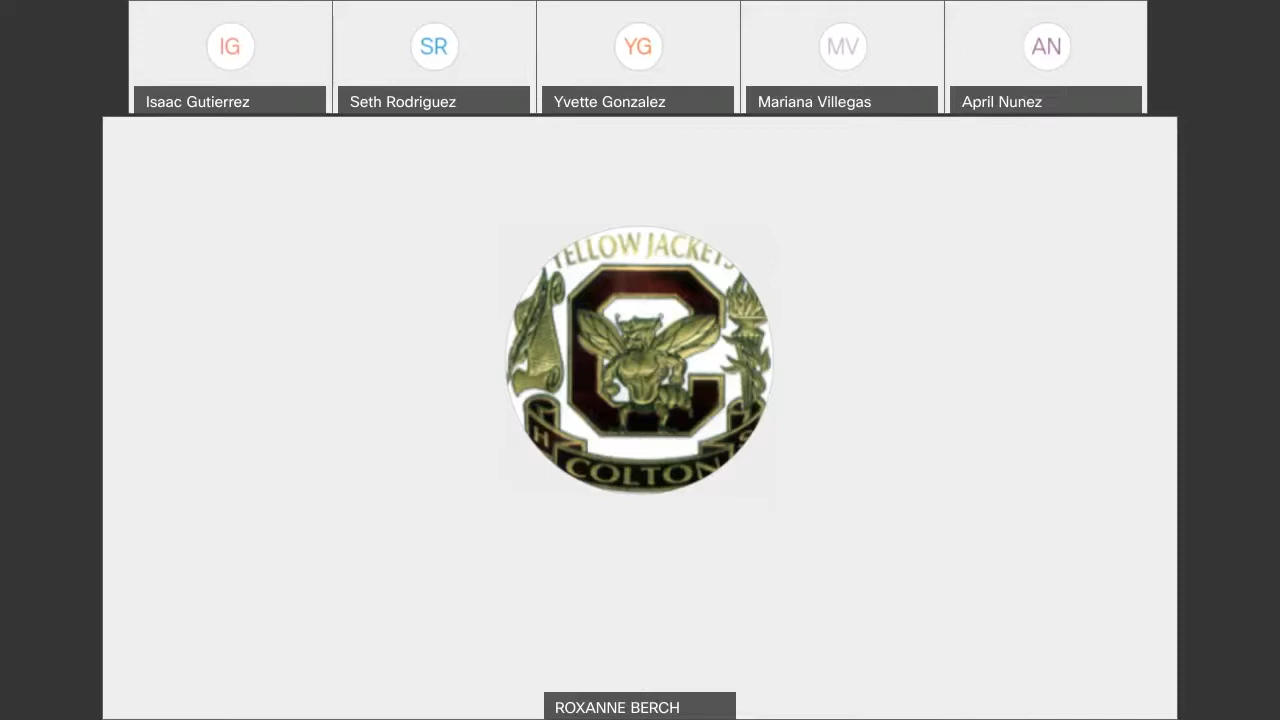 IG
SR
YG
MV
AN
Isaac Gutierrez
Seth Rodriguez
Yvette Gonzalez
Mariana Villegas
April Nunez
YELLOW JACKETS
C
H
COLTON
ROXANNE BERCH